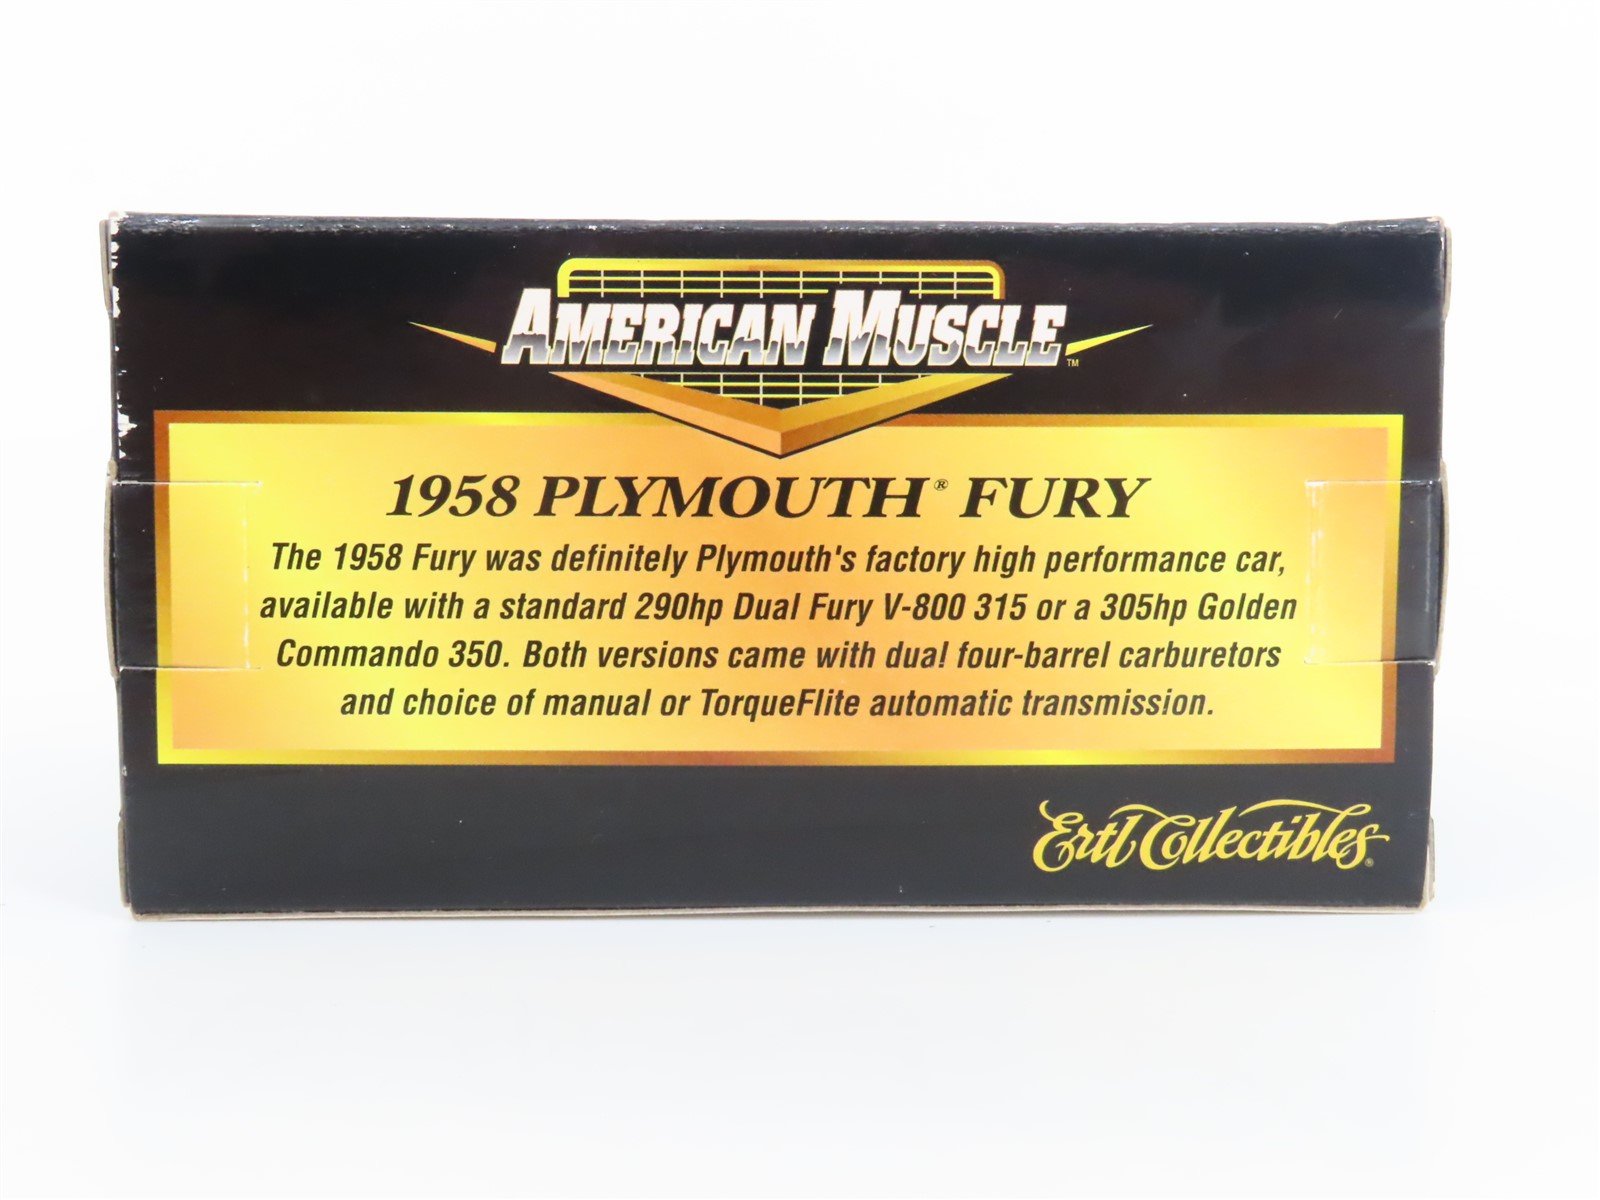 AMERICAN MUSCLE™
1958 PLYMOUTH® FURY
The 1958 Fury was definitely Plymouth's factory high performance car,
available with a standard 290hp Dual Fury V-800 315 or a 305hp Golden
Commando 350. Both versions came with dual four-barrel carburetors
and choice of manual or TorqueFlite automatic transmission.
Ertl Collectibles®